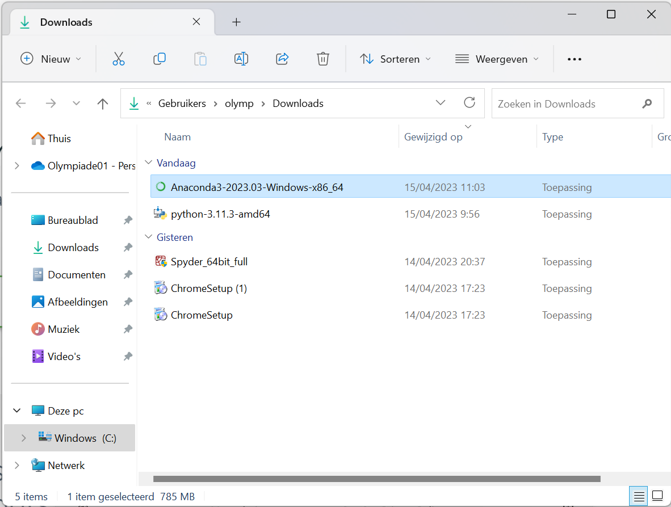 Downloads
Nieuw
Sorteren
Weergeven
« Gebruikers > olymp > Downloads
Zoeken in Downloads
Naam Gewijzigd op Type Gro
Thuis
Olympiade01 - Pers
Bureaublad
Downloads
Documenten
Afbeeldingen
Muziek
Video's
Deze pc
Windows (C:)
Netwerk
Vandaag
Anaconda3-2023.03-Windows-x86_64 15/04/2023 11:03 Toepassing
python-3.11.3-amd64 15/04/2023 9:56 Toepassing
Gisteren
Spyder_64bit_full 14/04/2023 20:37 Toepassing
ChromeSetup (1) 14/04/2023 17:23 Toepassing
ChromeSetup 14/04/2023 17:23 Toepassing
5 items 1 item geselecteerd 785 MB